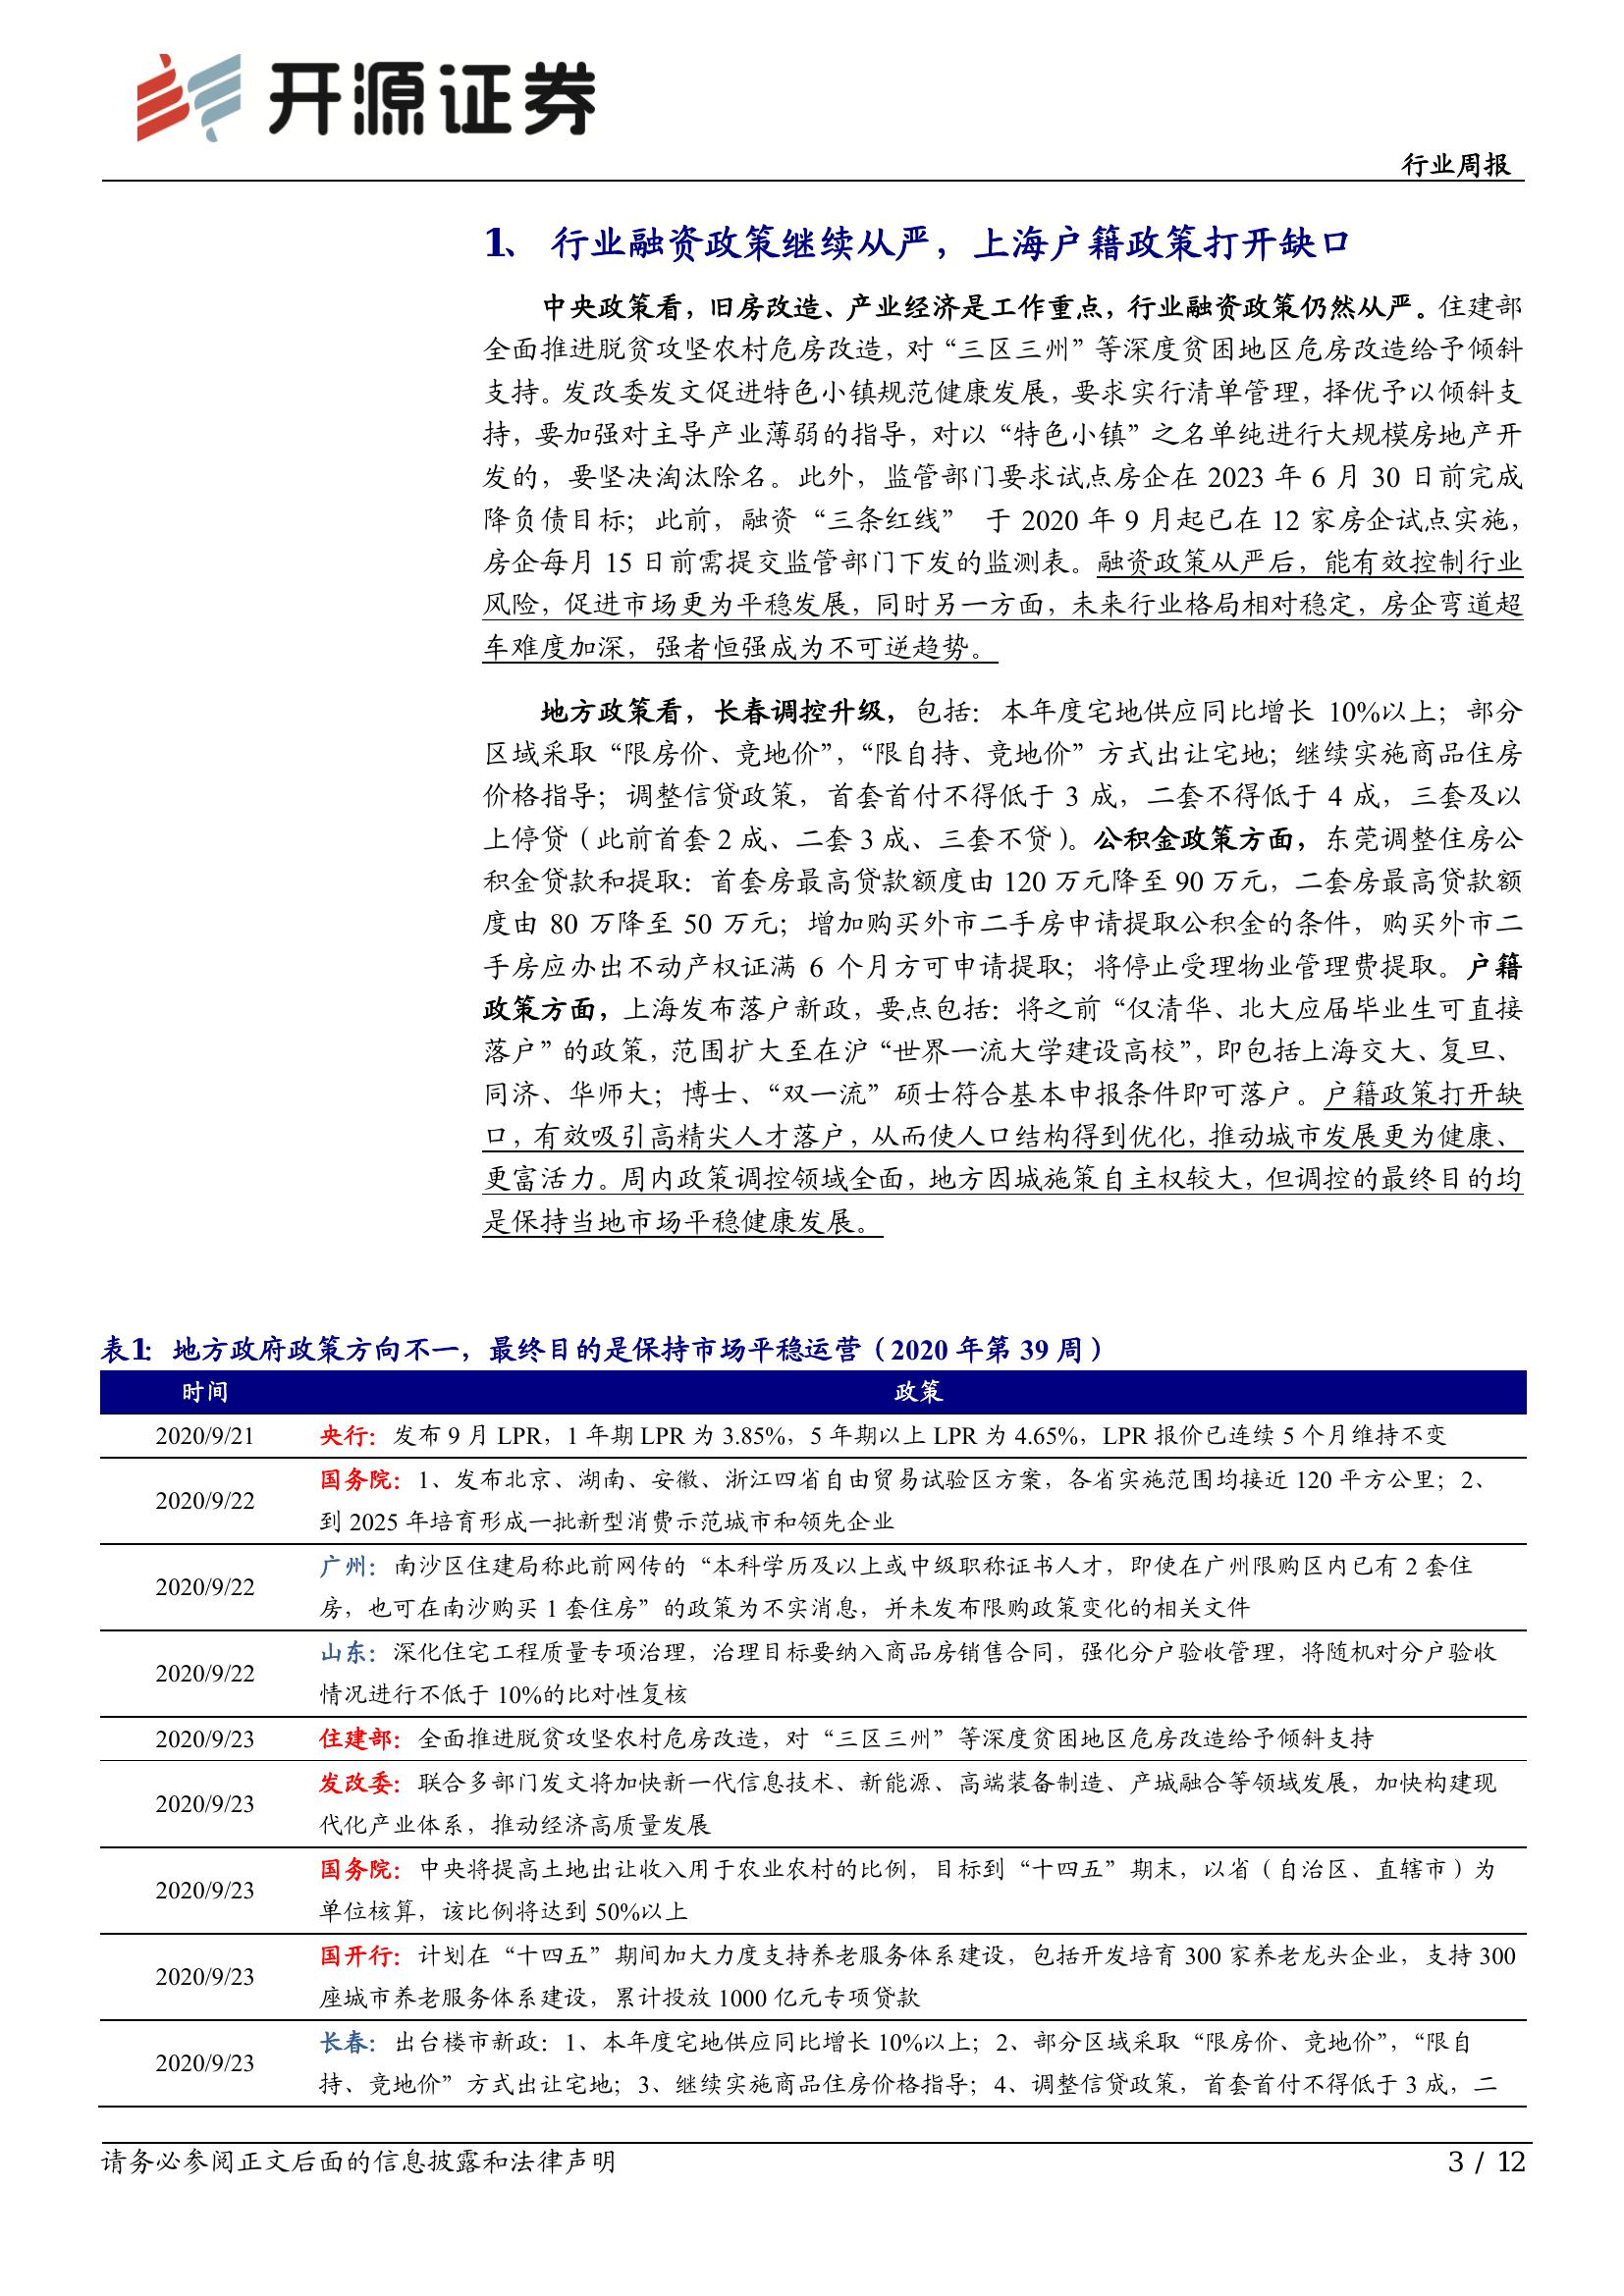 开源证券
行业周报
1、 行业融资政策继续从严，上海户籍政策打开缺口
中央政策看，旧房改造、产业经济是工作重点，行业融资政策仍然从严。住建部
全面推进脱贫攻坚农村危房改造，对“三区三州”等深度贫困地区危房改造给予倾斜
支持。发改委发文促进特色小镇规范健康发展，要求实行清单管理，择优予以倾斜支
持，要加强对主导产业薄弱的指导，对以“特色小镇”之名单纯进行大规模房地产开
发的，要坚决淘汰除名。此外，监管部门要求试点房企在 2023 年 6 月 30 日前完成
降负债目标；此前，融资“三条红线” 于 2020 年 9 月起已在 12 家房企试点实施，
房企每月 15 日前需提交监管部门下发的监测表。融资政策从严后，能有效控制行业
风险，促进市场更为平稳发展，同时另一方面，未来行业格局相对稳定，房企弯道超
车难度加深，强者恒强成为不可逆趋势。
地方政策看，长春调控升级，包括：本年度宅地供应同比增长 10%以上；部分
区域采取“限房价、竞地价”，“限自持、竞地价”方式出让宅地；继续实施商品住房
价格指导；调整信贷政策，首套首付不得低于 3 成，二套不得低于 4 成，三套及以
上停贷（此前首套 2 成、二套 3 成、三套不贷）。公积金政策方面，东莞调整住房公
积金贷款和提取：首套房最高贷款额度由 120 万元降至 90 万元，二套房最高贷款额
度由 80 万降至 50 万元；增加购买外市二手房申请提取公积金的条件，购买外市二
手房应办出不动产权证满 6 个月方可申请提取；将停止受理物业管理费提取。户籍
政策方面，上海发布落户新政，要点包括：将之前“仅清华、北大应届毕业生可直接
落户”的政策，范围扩大至在沪“世界一流大学建设高校”，即包括上海交大、复旦、
同济、华师大；博士、“双一流”硕士符合基本申报条件即可落户。户籍政策打开缺
口，有效吸引高精尖人才落户，从而使人口结构得到优化，推动城市发展更为健康、
更富活力。周内政策调控领域全面，地方因城施策自主权较大，但调控的最终目的均
是保持当地市场平稳健康发展。
表1：地方政府政策方向不一，最终目的是保持市场平稳运营（2020 年第 39 周）
时间 政策
2020/9/21 央行：发布 9 月 LPR，1 年期 LPR 为 3.85%，5 年期以上 LPR 为 4.65%，LPR 报价已连续 5 个月维持不变
2020/9/22 国务院：1、发布北京、湖南、安徽、浙江四省自由贸易试验区方案，各省实施范围均接近 120 平方公里；2、
到 2025 年培育形成一批新型消费示范城市和领先企业
2020/9/22 广州：南沙区住建局称此前网传的“本科学历及以上或中级职称证书人才，即使在广州限购区内已有 2 套住
房，也可在南沙购买 1 套住房”的政策为不实消息，并未发布限购政策变化的相关文件
2020/9/22 山东：深化住宅工程质量专项治理，治理目标要纳入商品房销售合同，强化分户验收管理，将随机对分户验收
情况进行不低于 10%的比对性复核
2020/9/23 住建部：全面推进脱贫攻坚农村危房改造，对“三区三州”等深度贫困地区危房改造给予倾斜支持
2020/9/23 发改委：联合多部门发文将加快新一代信息技术、新能源、高端装备制造、产城融合等领域发展，加快构建现
代化产业体系，推动经济高质量发展
2020/9/23 国务院：中央将提高土地出让收入用于农业农村的比例，目标到“十四五”期末，以省（自治区、直辖市）为
单位核算，该比例将达到 50%以上
2020/9/23 国开行：计划在“十四五”期间加大力度支持养老服务体系建设，包括开发培育 300 家养老龙头企业，支持 300
座城市养老服务体系建设，累计投放 1000 亿元专项贷款
2020/9/23 长春：出台楼市新政：1、本年度宅地供应同比增长 10%以上；2、部分区域采取“限房价、竞地价”，“限自
持、竞地价”方式出让宅地；3、继续实施商品住房价格指导；4、调整信贷政策，首套首付不得低于 3 成，二
请务必参阅正文后面的信息披露和法律声明 3 / 12